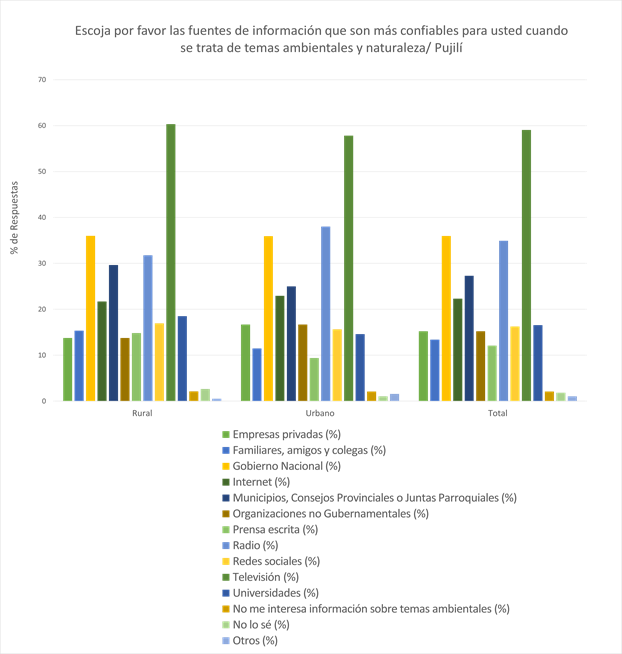 Escoja por favor las fuentes de información que son más confiables para usted cuando
se trata de temas ambientales y naturaleza/ Pujilí
70
60
50
40
30
20
10
0
% de Respuestas
Rural
Urbano
Total
Empresas privadas (%)
Familiares, amigos y colegas (%)
Gobierno Nacional (%)
Internet (%)
Municipios, Consejos Provinciales o Juntas Parroquiales (%)
Organizaciones no Gubernamentales (%)
Prensa escrita (%)
Radio (%)
Redes sociales (%)
Televisión (%)
Universidades (%)
No me interesa información sobre temas ambientales (%)
No lo sé (%)
Otros (%)